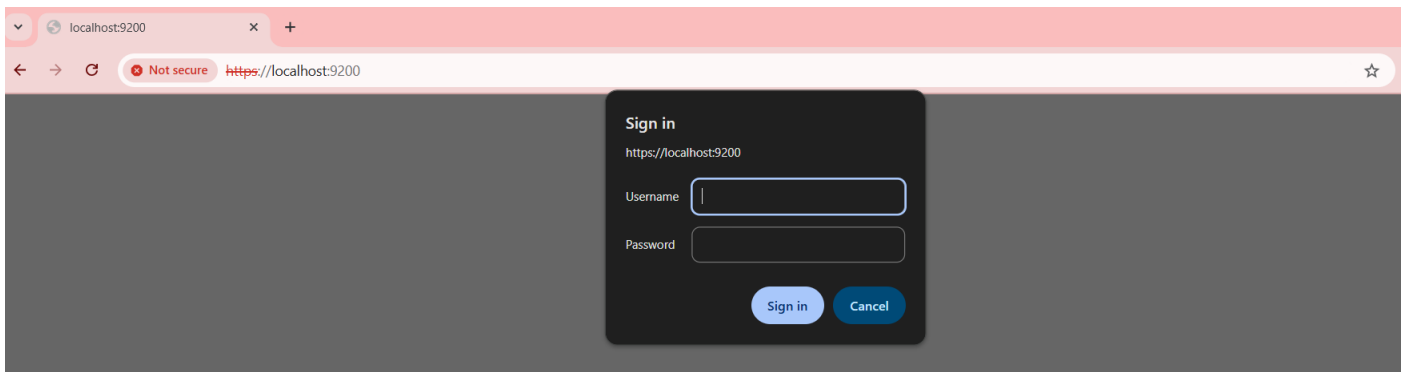 localhost:9200
Not secure https://localhost:9200
Sign in
https://localhost:9200
Username
Password
Sign in Cancel